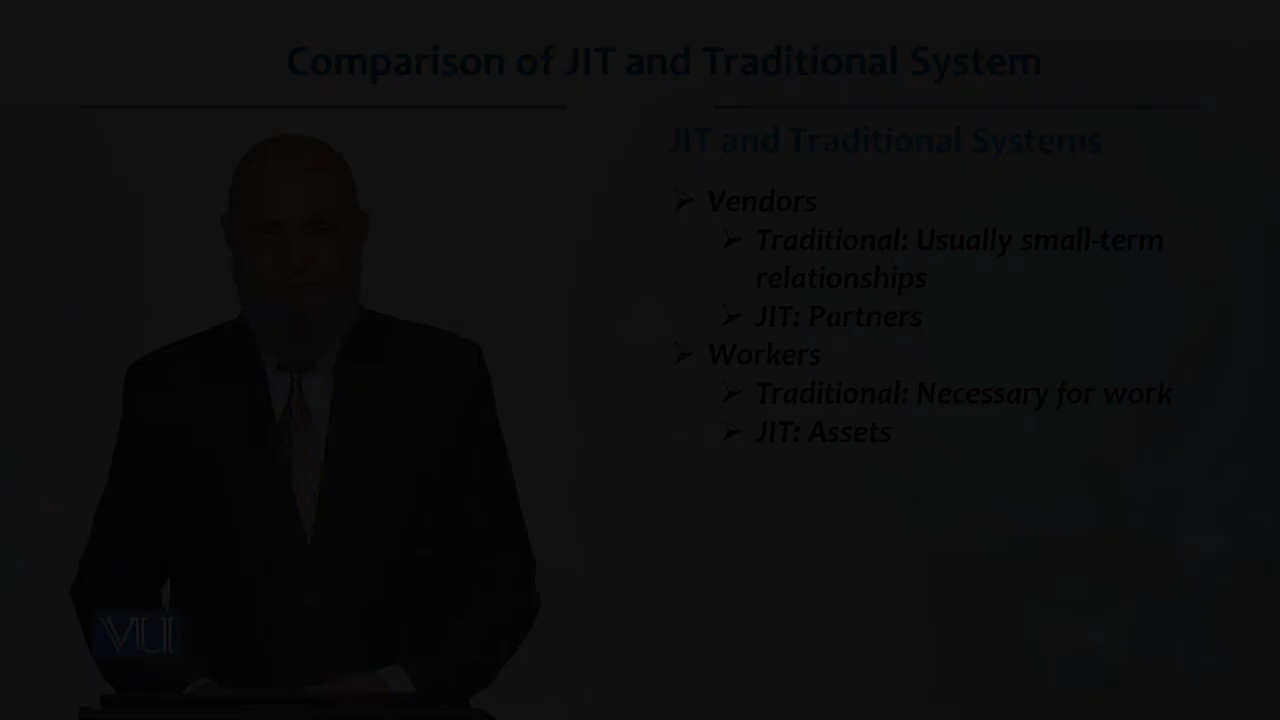 Comparison of JIT and Traditional System
JIT and Traditional Systems
Vendors
Traditional: Usually small-term
relationships
JIT: Partners
Workers
Traditional: Necessary for work
JIT: Assets
VU